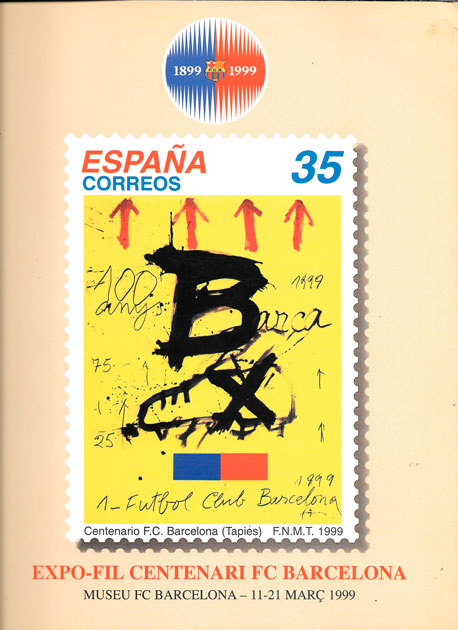 1899 1999
ESPAÑA 35
CORREOS
100 1999
anys Barça
75
X
25
1899
1-Futbol Club Barcelona
Centenario F.C. Barcelona (Tapiès) F.N.M.T. 1999
EXPO-FIL CENTENARI FC BARCELONA
MUSEU FC BARCELONA – 11-21 MARÇ 1999